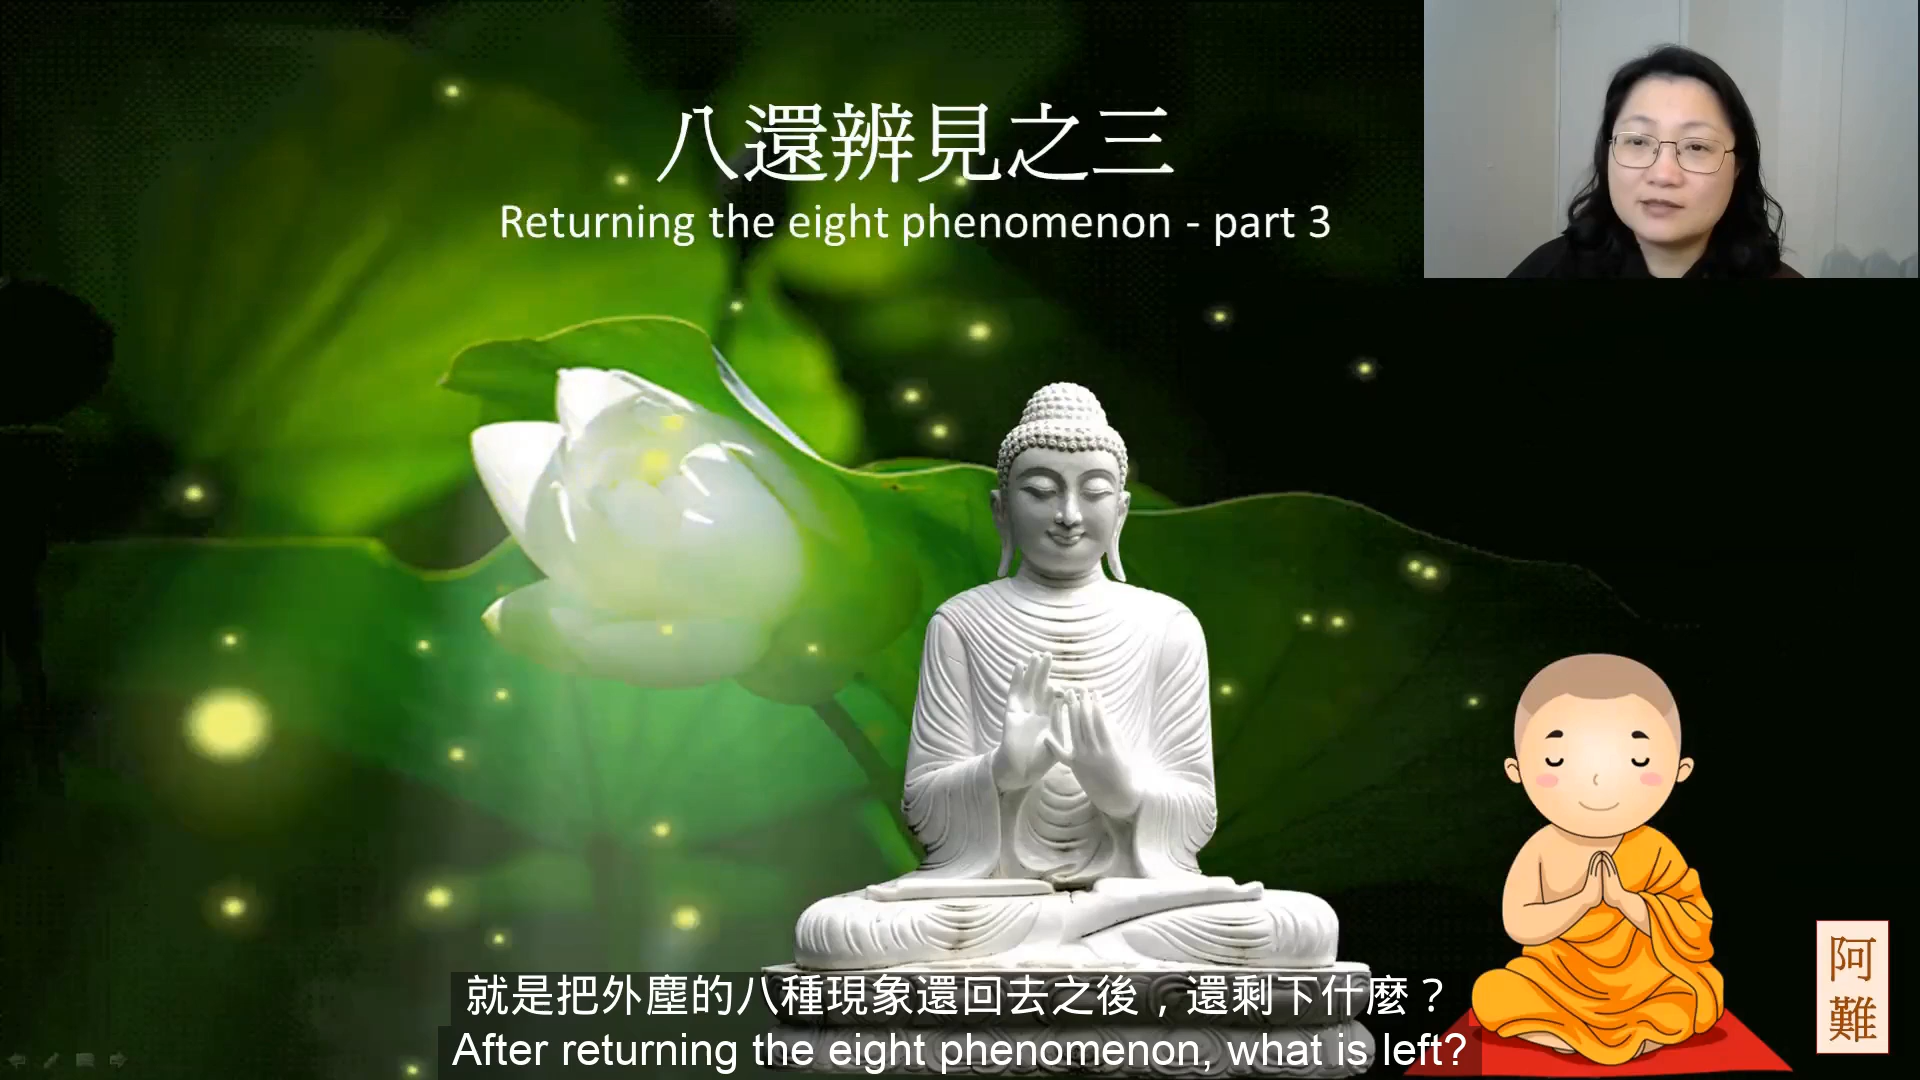 八還辨見之三
Returning the eight phenomenon - part 3
阿難
就是把外塵的八種現象還回去之後，還剩下什麼？
After returning the eight phenomenon, what is left?